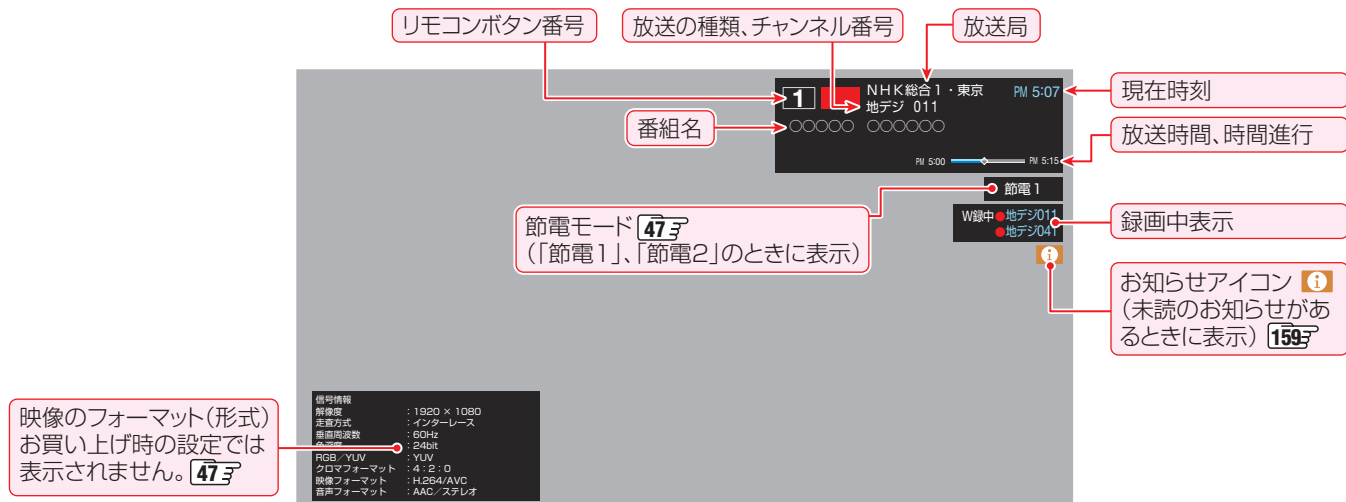 リモコンボタン番号
放送の種類、チャンネル番号
放送局
1
NHK総合1・東京
PM 5:07
地デジ 011
現在時刻
番組名
○○○○○ ○○○○○○
放送時間、時間進行
PM 5:00
PM 5:15
節電1
節電モード 47
(「節電1」、「節電2」のときに表示)
W録中●地デジ011
●地デジ041
録画中表示
お知らせアイコン
(未読のお知らせがあ
るときに表示) 159
映像のフォーマット(形式)
お買い上げ時の設定では
表示されません。 47
信号情報
解像度 :1920 × 1080
走査方式 :インターレース
垂直周波数 :60Hz
色深度 :24bit
RGB/YUV :YUV
クロマフォーマット :4:2:0
映像フォーマット :H.264/AVC
音声フォーマット :AAC/ステレオ